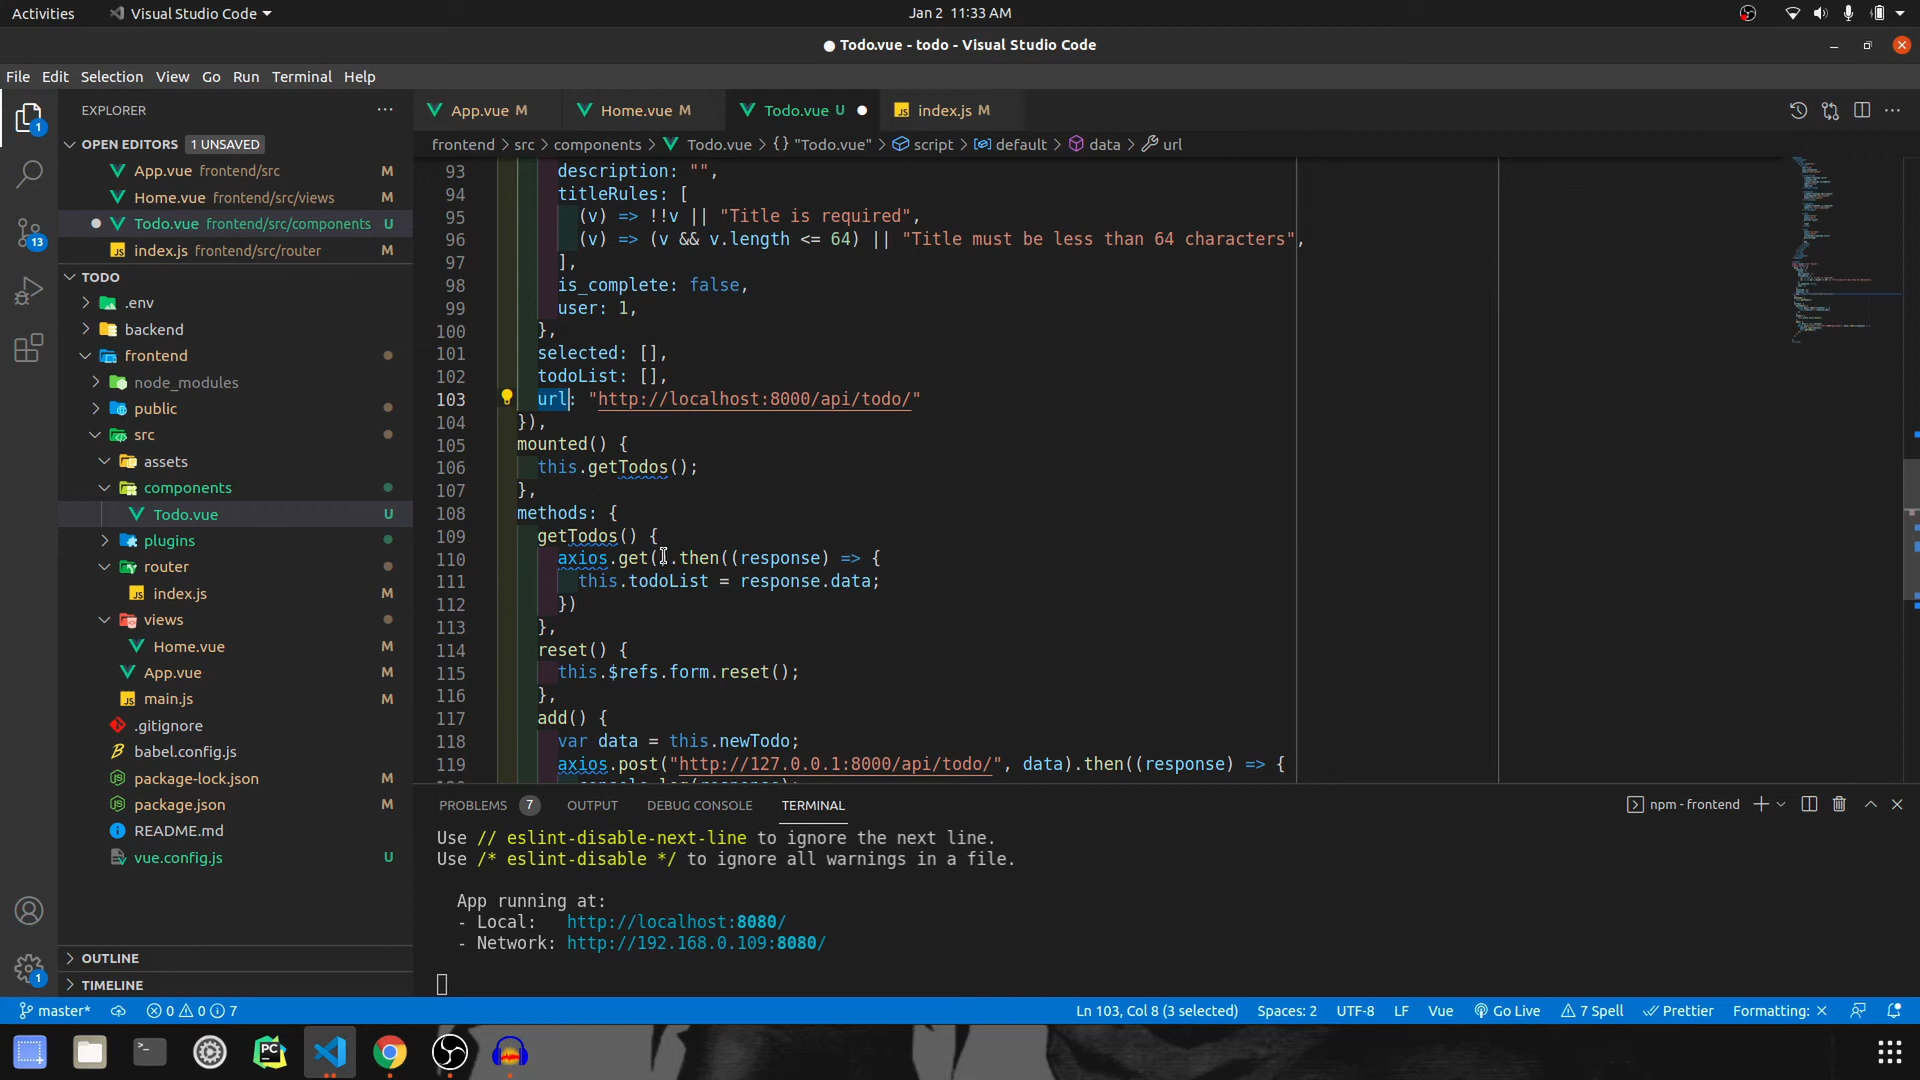 Activities
Visual Studio Code
Jan 2 11:33 AM
● Todo.vue - todo - Visual Studio Code
File Edit Selection View Go Run Terminal Help
EXPLORER
OPEN EDITORS 1 UNSAVED
App.vue frontend/src M
Home.vue frontend/src/views M
Todo.vue frontend/src/components U
index.js frontend/src/router M
TODO
.env
backend
frontend
node_modules
public
src
assets
components
Todo.vue U
plugins
router
index.js M
views
Home.vue M
App.vue M
main.js M
.gitignore
babel.config.js
package-lock.json M
package.json M
README.md
vue.config.js U
OUTLINE
TIMELINE
1
13
1
App.vue M Home.vue M Todo.vue U index.js M
frontend > src > components > Todo.vue > {} "Todo.vue" > script > default > data > url
93 description: "",
94 titleRules: [
95 (v) => !!v || "Title is required",
96 (v) => (v && v.length <= 64) || "Title must be less than 64 characters",
97 ],
98 is_complete: false,
99 user: 1,
100 },
101 selected: [],
102 todoList: [],
103 url: "http://localhost:8000/api/todo/"
104 }),
105 mounted() {
106 this.getTodos();
107 },
108 methods: {
109 getTodos() {
110 axios.get().then((response) => {
111 this.todoList = response.data;
112 })
113 },
114 reset() {
115 this.$refs.form.reset();
116 },
117 add() {
118 var data = this.newTodo;
119 axios.post("http://127.0.0.1:8000/api/todo/", data).then((response) => {
PROBLEMS 7 OUTPUT DEBUG CONSOLE TERMINAL
npm - frontend
Use // eslint-disable-next-line to ignore the next line.
Use /* eslint-disable */ to ignore all warnings in a file.
App running at:
- Local: http://localhost:8080/
- Network: http://192.168.0.109:8080/
master* 0 0 7
Ln 103, Col 8 (3 selected) Spaces: 2 UTF-8 LF Vue Go Live 7 Spell Prettier Formatting: ×
PC